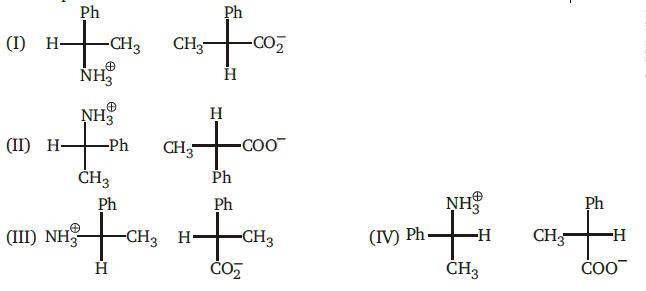 Ph Ph
(I) H CH₃ CH₃ CO₂⁻
NH₃⊕ H
NH₃⊕ H
(II) H Ph CH₃ COO⁻
CH₃ Ph
Ph Ph NH₃⊕ Ph
(III) NH₃⊕ CH₃ H CH₃ (IV) Ph H CH₃ H
H CO₂⁻ CH₃ COO⁻